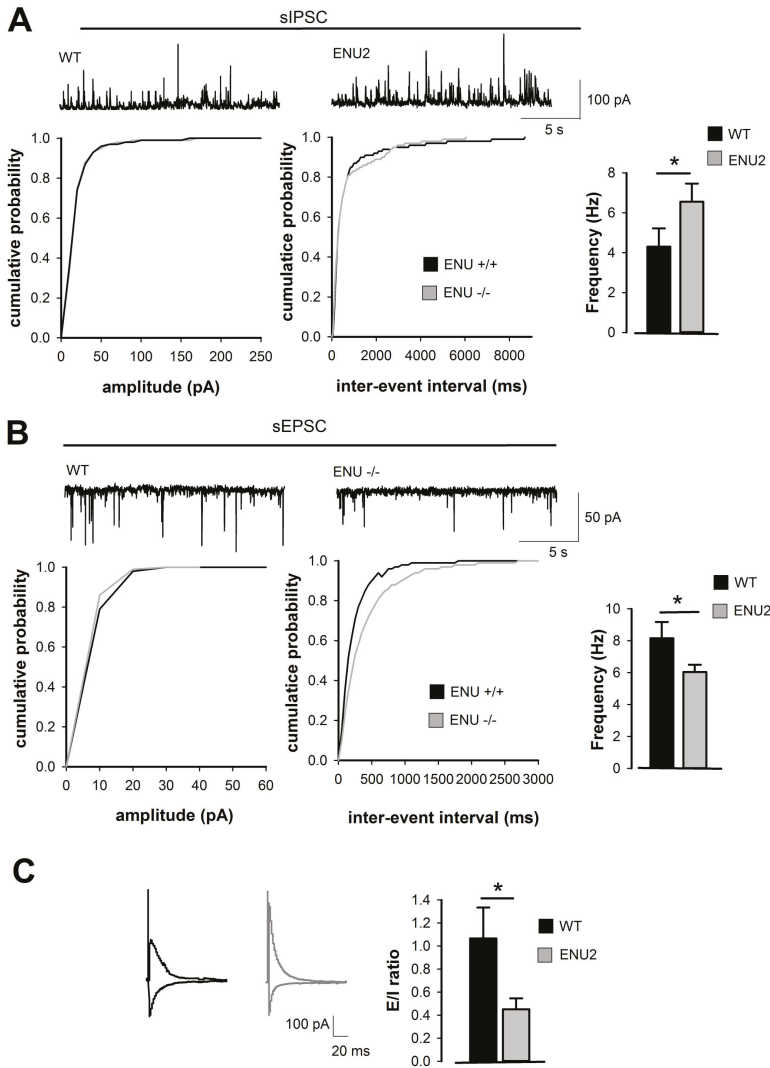 A
sIPSC
WT
ENU2
100 pA
5 s
cumulative probability
1.0
0.8
0.6
0.4
0.2
0.0
0
50
100
150
200
250
amplitude (pA)
cumulatice probability
1.0
0.8
0.6
0.4
0.2
0.0
ENU +/+
ENU -/-
0
2000
4000
6000
8000
inter-event interval (ms)
WT
ENU2
*
Frequency (Hz)
8
6
4
2
0
B
sEPSC
WT
ENU -/-
50 pA
5 s
cumulative probability
1.0
0.8
0.6
0.4
0.2
0.0
0
10
20
30
40
50
60
amplitude (pA)
cumulatice probability
1.0
0.8
0.6
0.4
0.2
0.0
ENU +/+
ENU -/-
0
500
1000
1500
2000
2500
3000
inter-event interval (ms)
WT
ENU2
*
Frequency (Hz)
10
8
6
4
2
0
C
100 pA
20 ms
E/I ratio
1.4
1.2
1.0
0.8
0.6
0.4
0.2
0.0
*
WT
ENU2